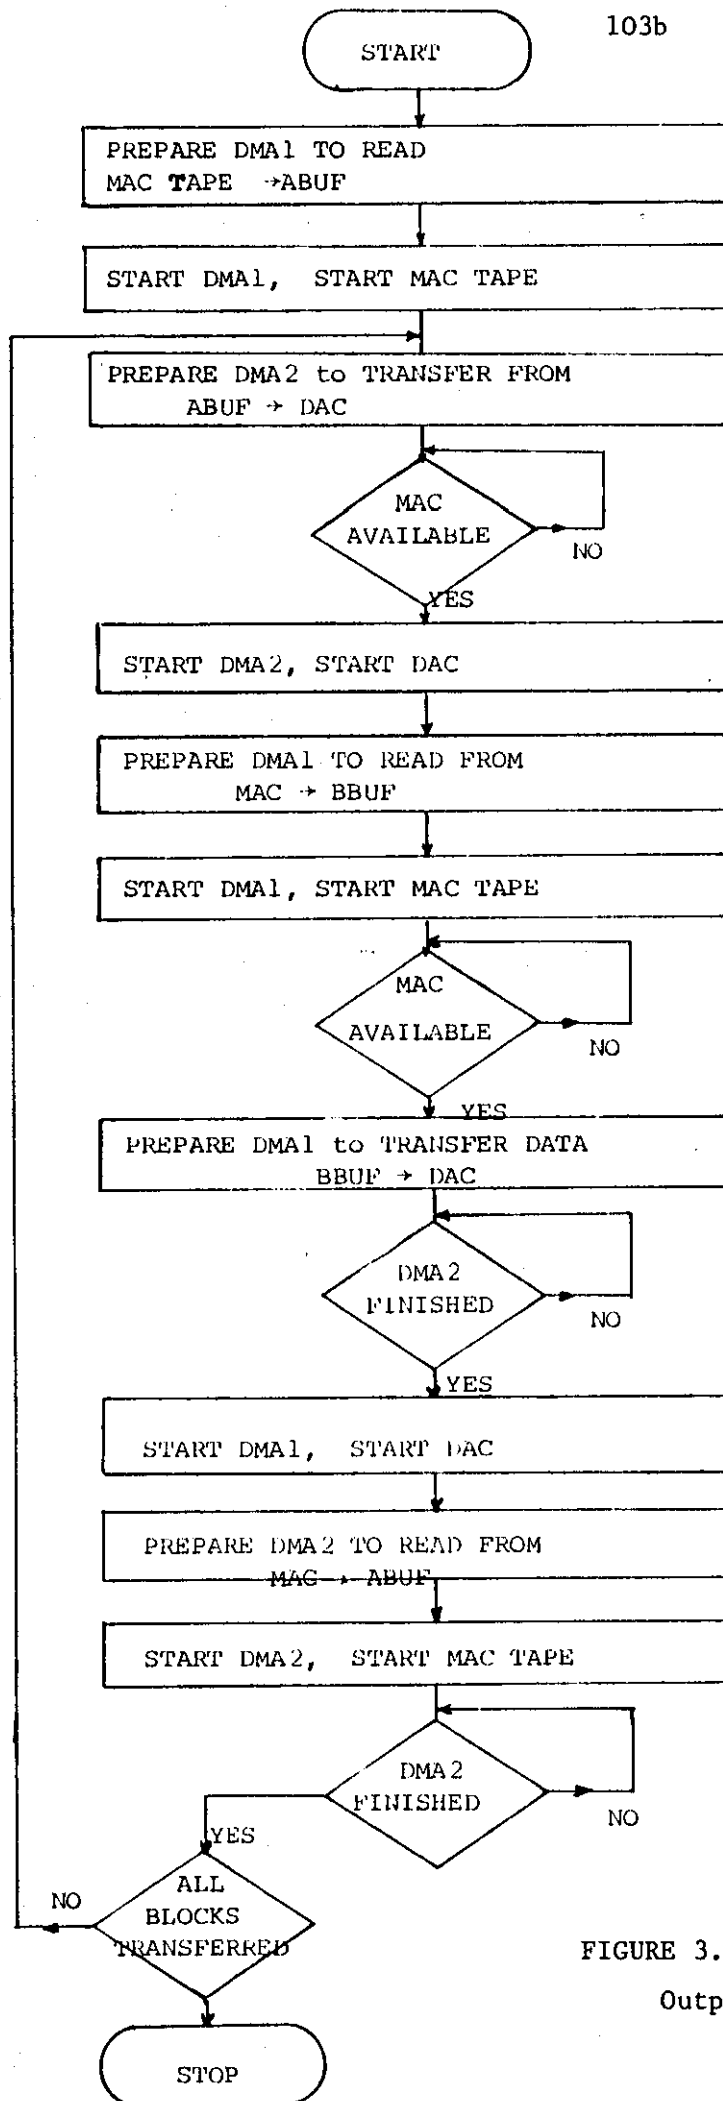 103b
START
PREPARE DMA1 TO READ
MAC TAPE →ABUF
START DMA1, START MAC TAPE
PREPARE DMA2 to TRANSFER FROM
ABUF → DAC
MAC
AVAILABLE
NO
YES
START DMA2, START DAC
PREPARE DMA1 TO READ FROM
MAC → BBUF
START DMA1, START MAC TAPE
MAC
AVAILABLE
NO
YES
PREPARE DMA1 to TRANSFER DATA
BBUF → DAC
DMA2
FINISHED
NO
YES
START DMA1, START DAC
PREPARE DMA2 TO READ FROM
MAC → ABUF
START DMA2, START MAC TAPE
DMA2
FINISHED
NO
YES
ALL
BLOCKS
TRANSFERRED
NO
STOP
FIGURE 3.
Outp